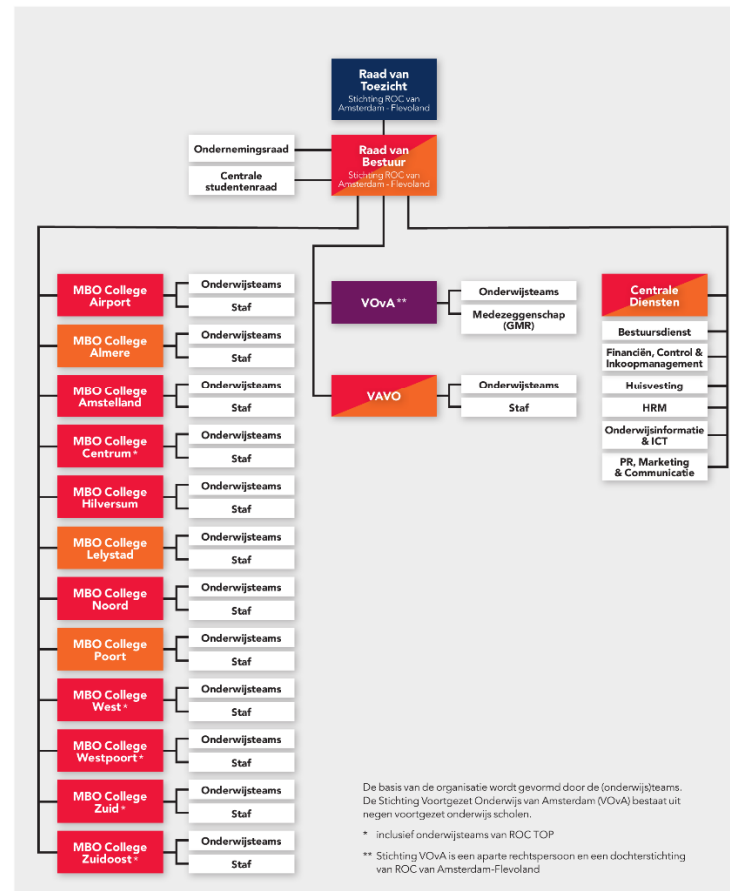 Raad van
Toezicht
Stichting ROC van
Amsterdam - Flevoland
Ondernemingsraad
Centrale
studentenraad
Raad van
Bestuur
Stichting ROC van
Amsterdam - Flevoland
MBO College
Airport
Onderwijsteams
Staf
MBO College
Almere
Onderwijsteams
Staf
MBO College
Amstelland
Onderwijsteams
Staf
MBO College
Centrum *
Onderwijsteams
Staf
MBO College
Hilversum
Onderwijsteams
Staf
MBO College
Lelystad
Onderwijsteams
Staf
MBO College
Noord
Onderwijsteams
Staf
MBO College
Poort
Onderwijsteams
Staf
MBO College
West *
Onderwijsteams
Staf
MBO College
Westpoort *
Onderwijsteams
Staf
MBO College
Zuid *
Onderwijsteams
Staf
MBO College
Zuidoost *
Onderwijsteams
Staf
VOvA **
Onderwijsteams
Medezeggenschap
(GMR)
VAVO
Onderwijsteams
Staf
Centrale
Diensten
Bestuursdienst
Financiën, Control &
Inkoopmanagement
Huisvesting
HRM
Onderwijsinformatie
& ICT
PR, Marketing
& Communicatie
De basis van de organisatie wordt gevormd door de (onderwijs)teams.
De Stichting Voortgezet Onderwijs van Amsterdam (VOvA) bestaat uit
negen voortgezet onderwijs scholen.
* inclusief onderwijsteams van ROC TOP
** Stichting VOvA is een aparte rechtspersoon en een dochterstichting
van ROC van Amsterdam-Flevoland